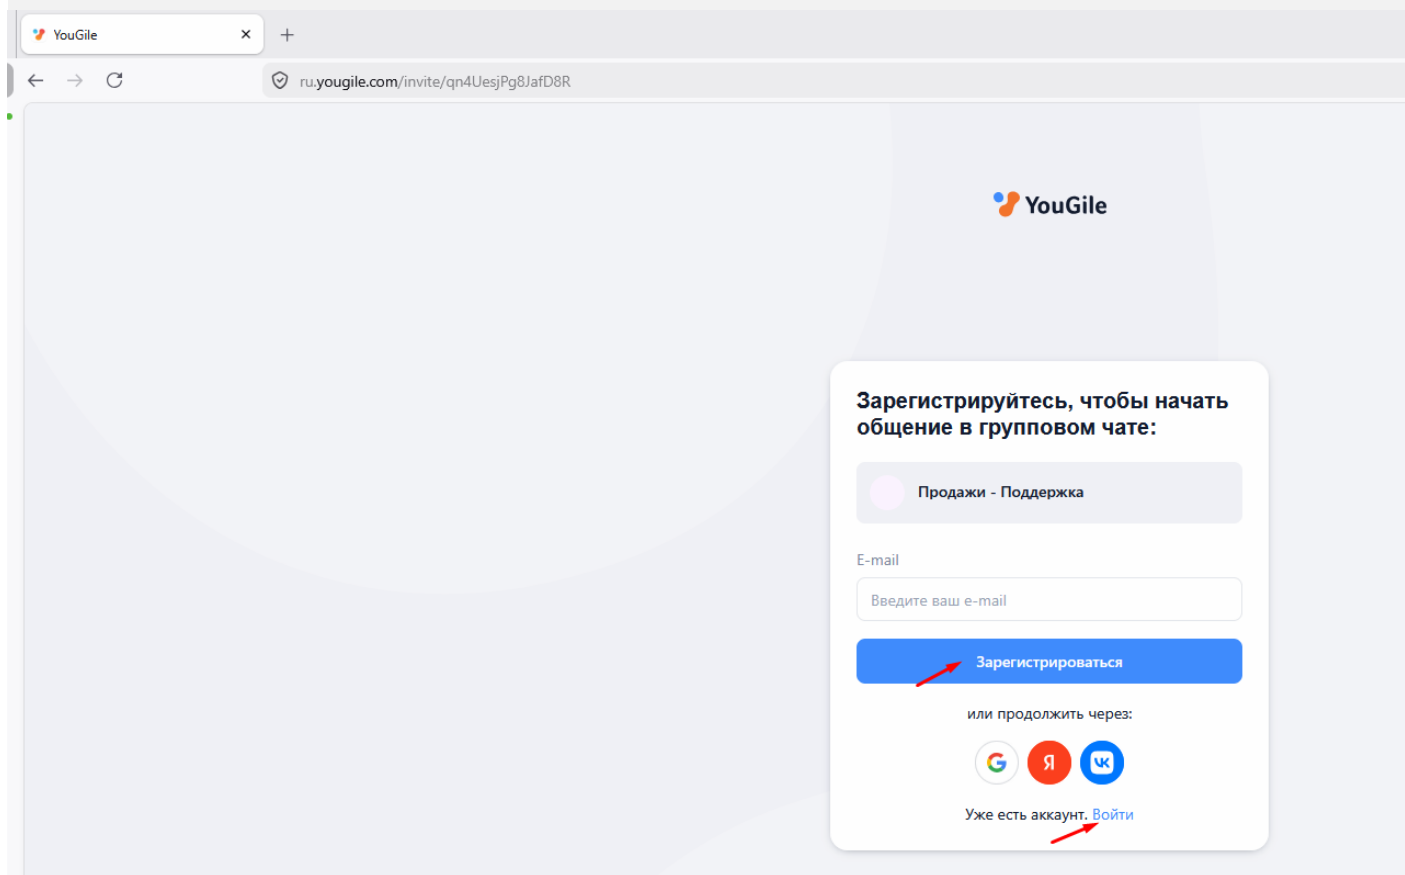 YouGile
ru.yougile.com/invite/qn4UesjPg8JafD8R
YouGile
Зарегистрируйтесь, чтобы начать
общение в групповом чате:
Продажи - Поддержка
E-mail
Введите ваш e-mail
Зарегистрироваться
или продолжить через:
G Я VK
Уже есть аккаунт. Войти